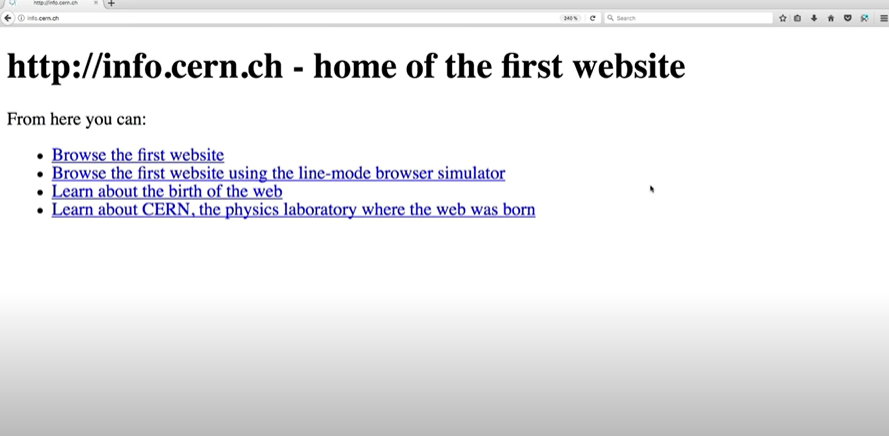 http://info.cern.ch
info.cern.ch
240%
Search
http://info.cern.ch - home of the first website
From here you can:
Browse the first website
Browse the first website using the line-mode browser simulator
Learn about the birth of the web
Learn about CERN, the physics laboratory where the web was born